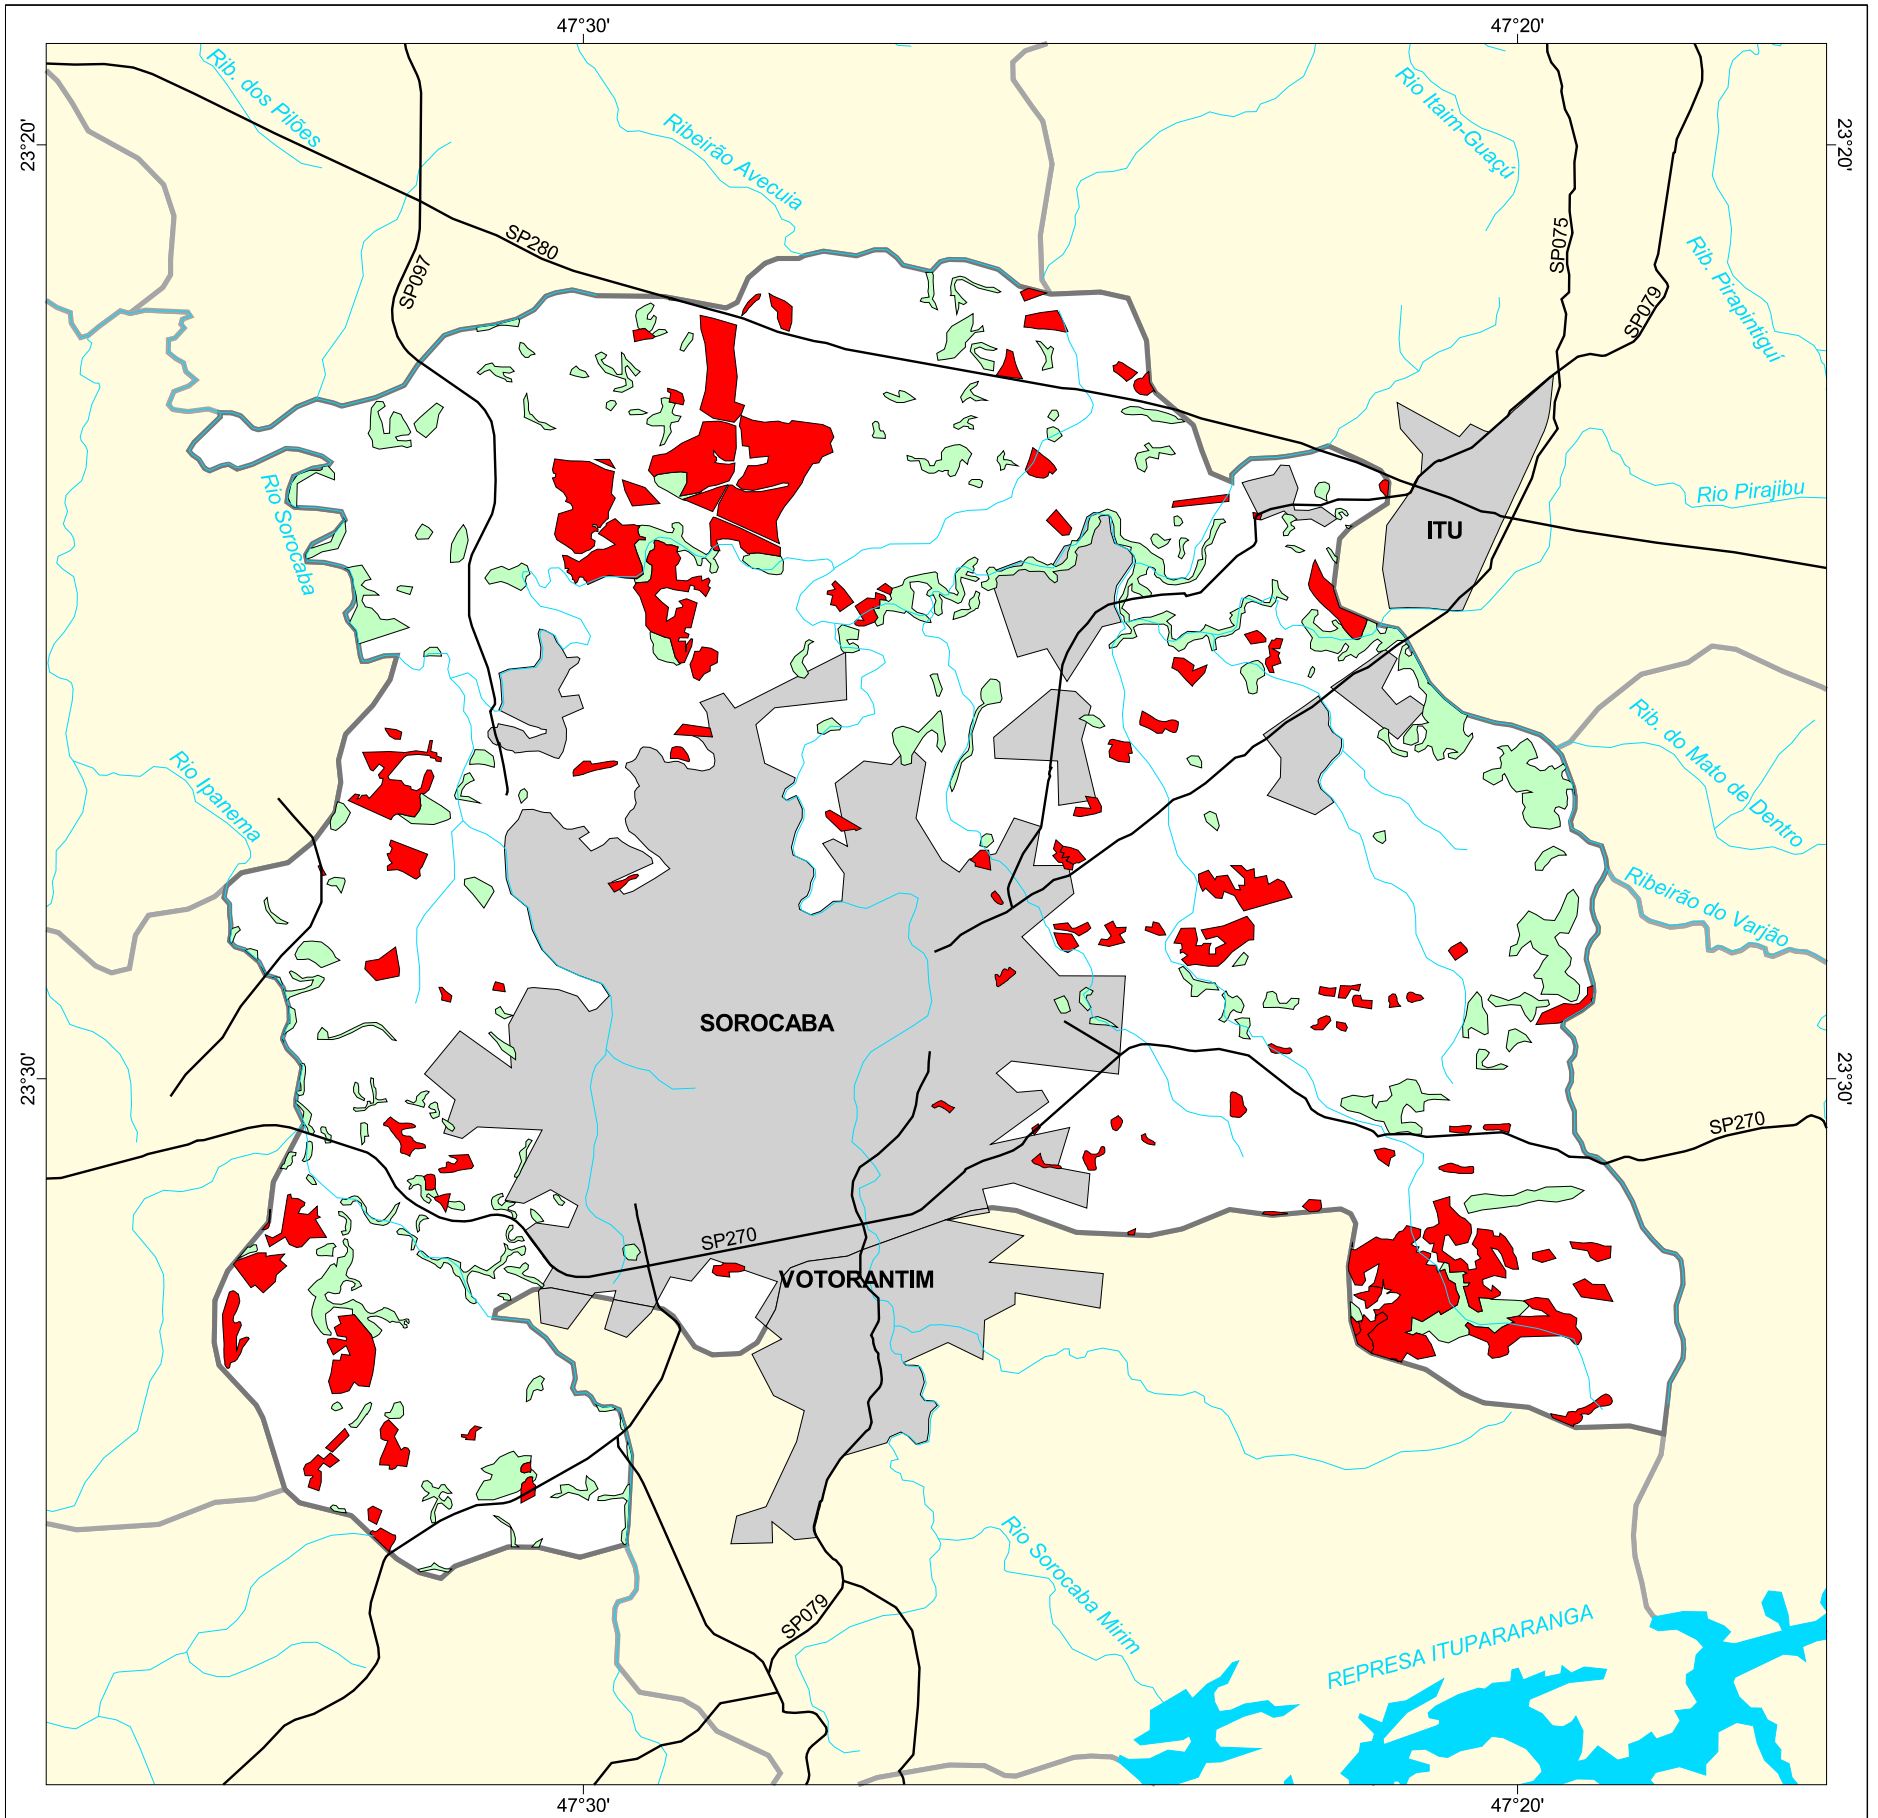 47°30'
47°20'
23°20'
23°20'
Rib. dos Pilões
Ribeirão Avecuia
Rio Itaim-Guaçú
SP280
SP097
SP075
SP079
Rib. Pirapintiguí
Rio Sorocaba
Rio Pirajibu
ITU
Rib. do Mato de Dentro
Rio Ipanema
Ribeirão do Varjão
SOROCABA
23°30'
23°30'
SP270
SP270
VOTORANTIM
Rio Sorocaba Mirim
SP079
REPRESA ITUPARARANGA
47°30'
47°20'